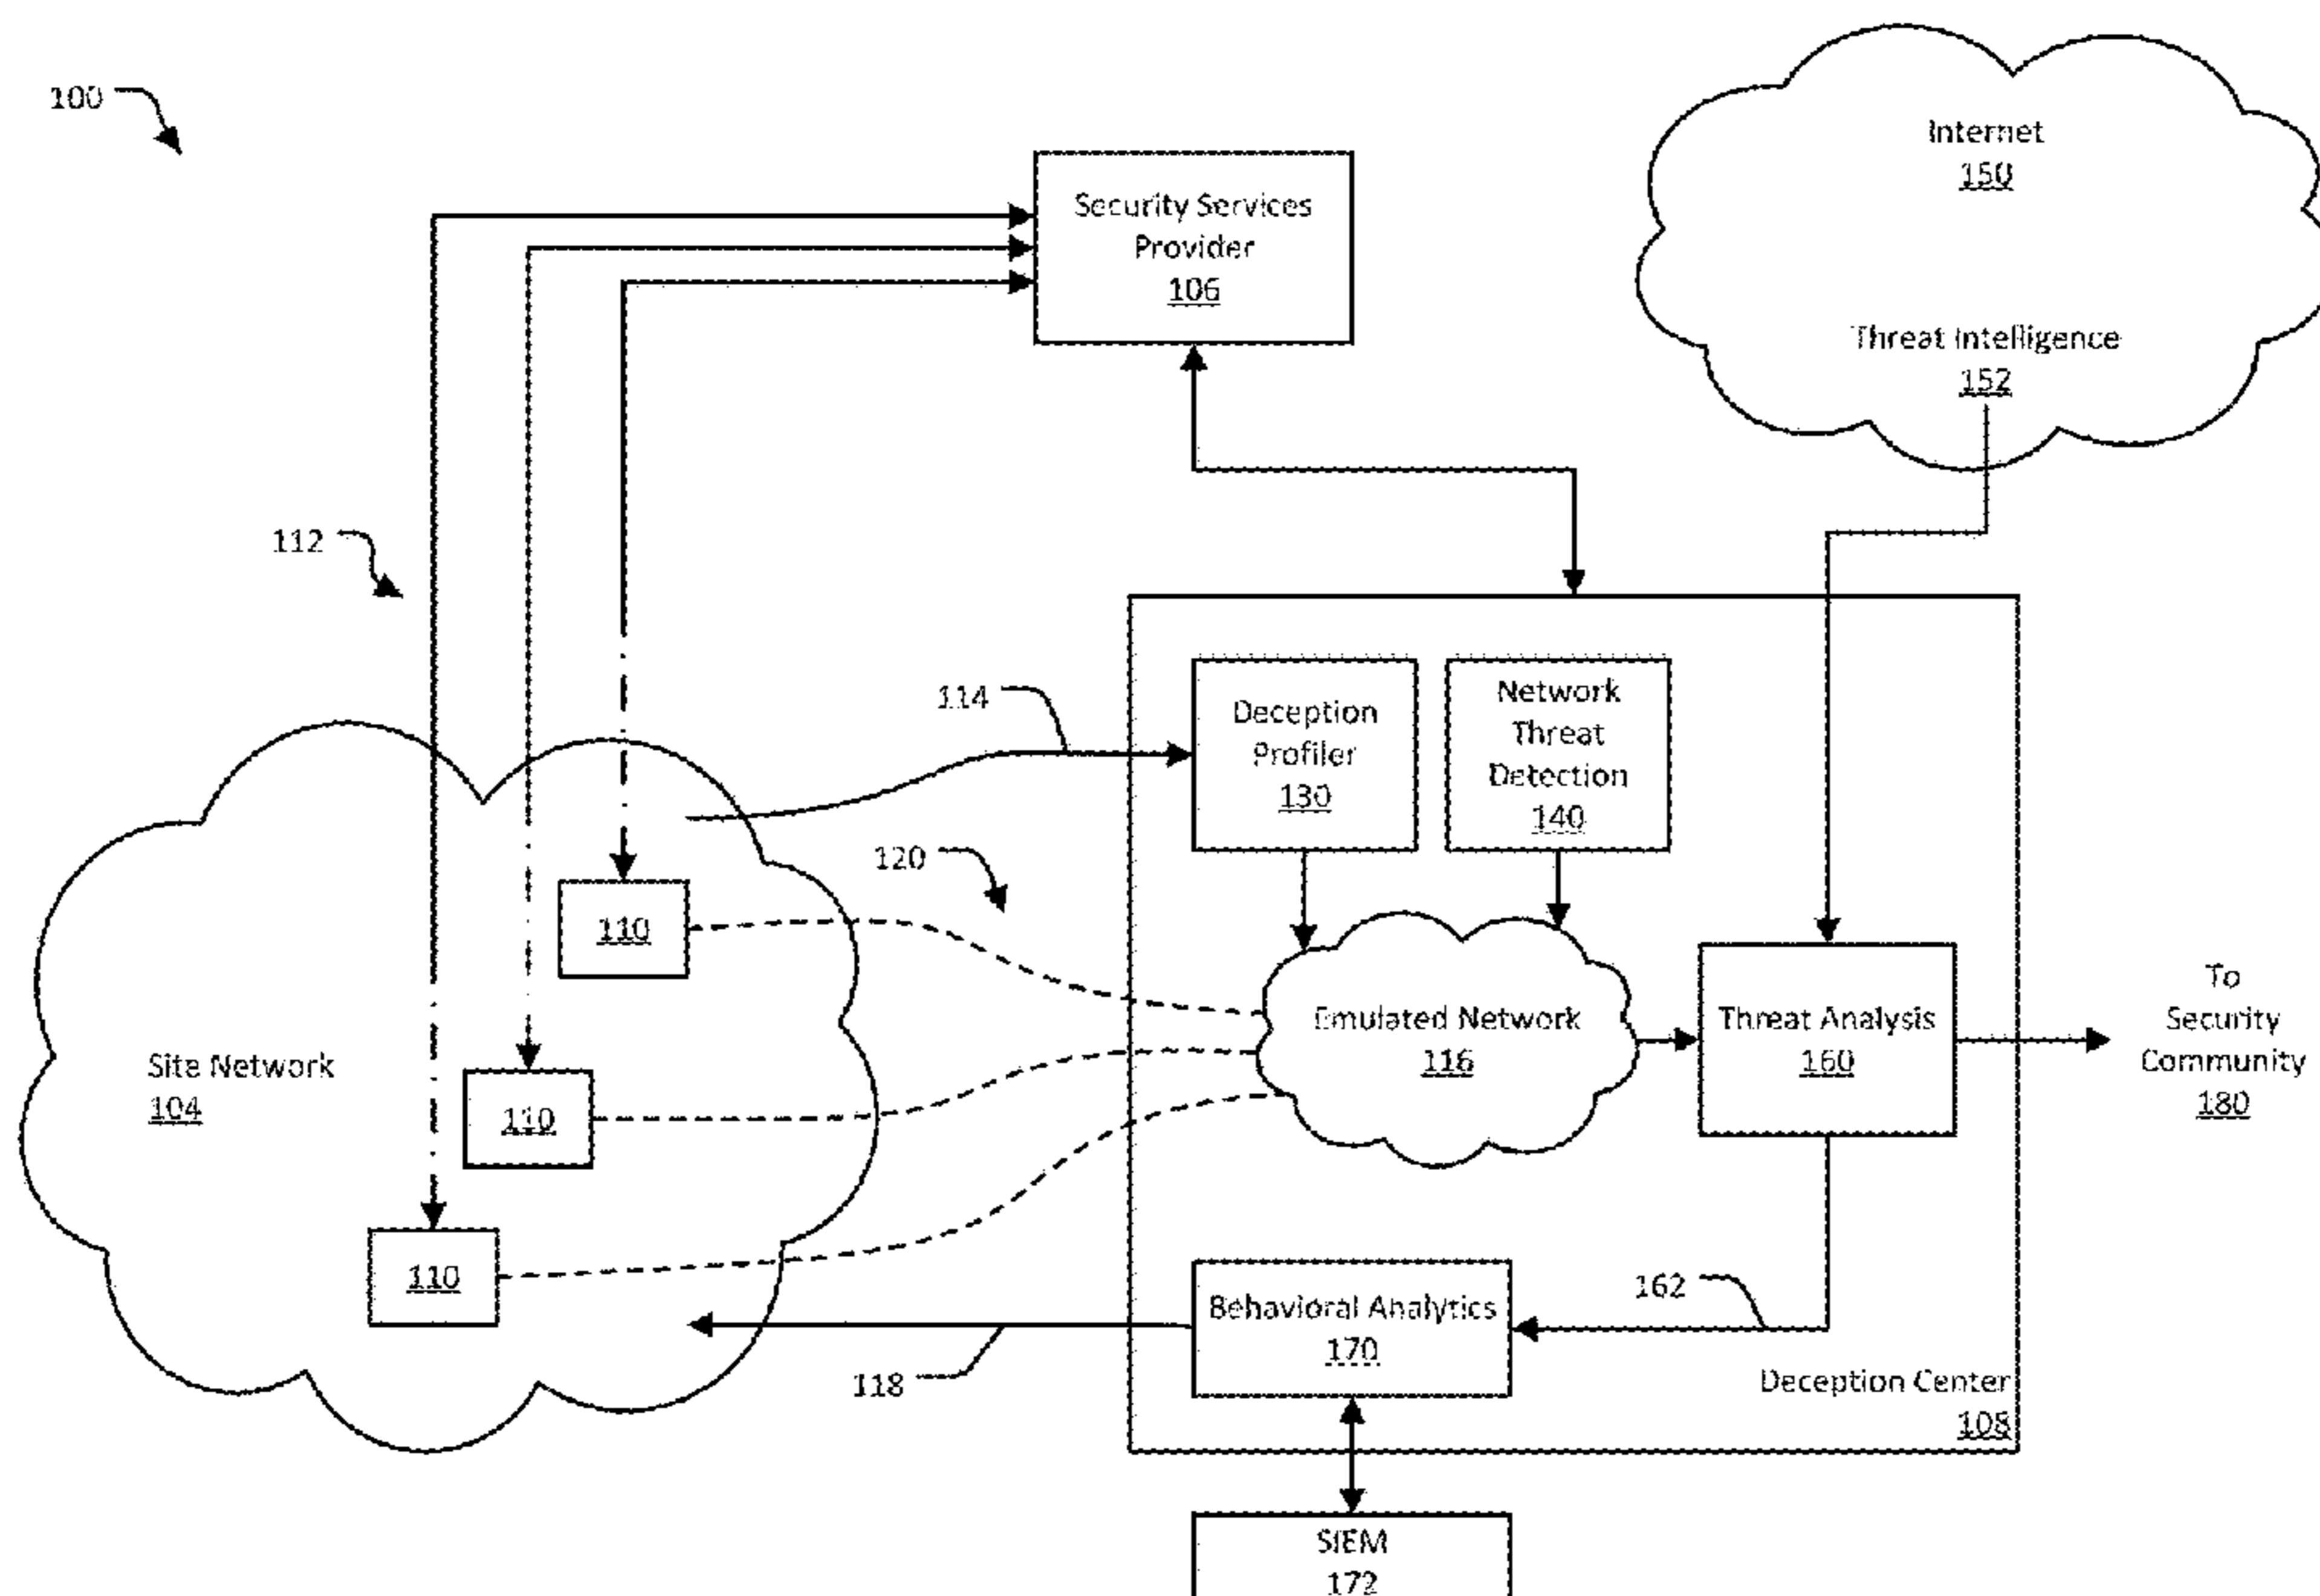 100
Internet
150
Security Services
Provider
106
Threat Intelligence
152
112
114
Deception
Profiler
130
Network
Threat
Detection
140
120
110
Emulated Network
116
Threat Analysis
160
To
Security
Community
180
Site Network
104
110
110
Behavioral Analytics
170
162
118
Deception Center
108
SIEM
172